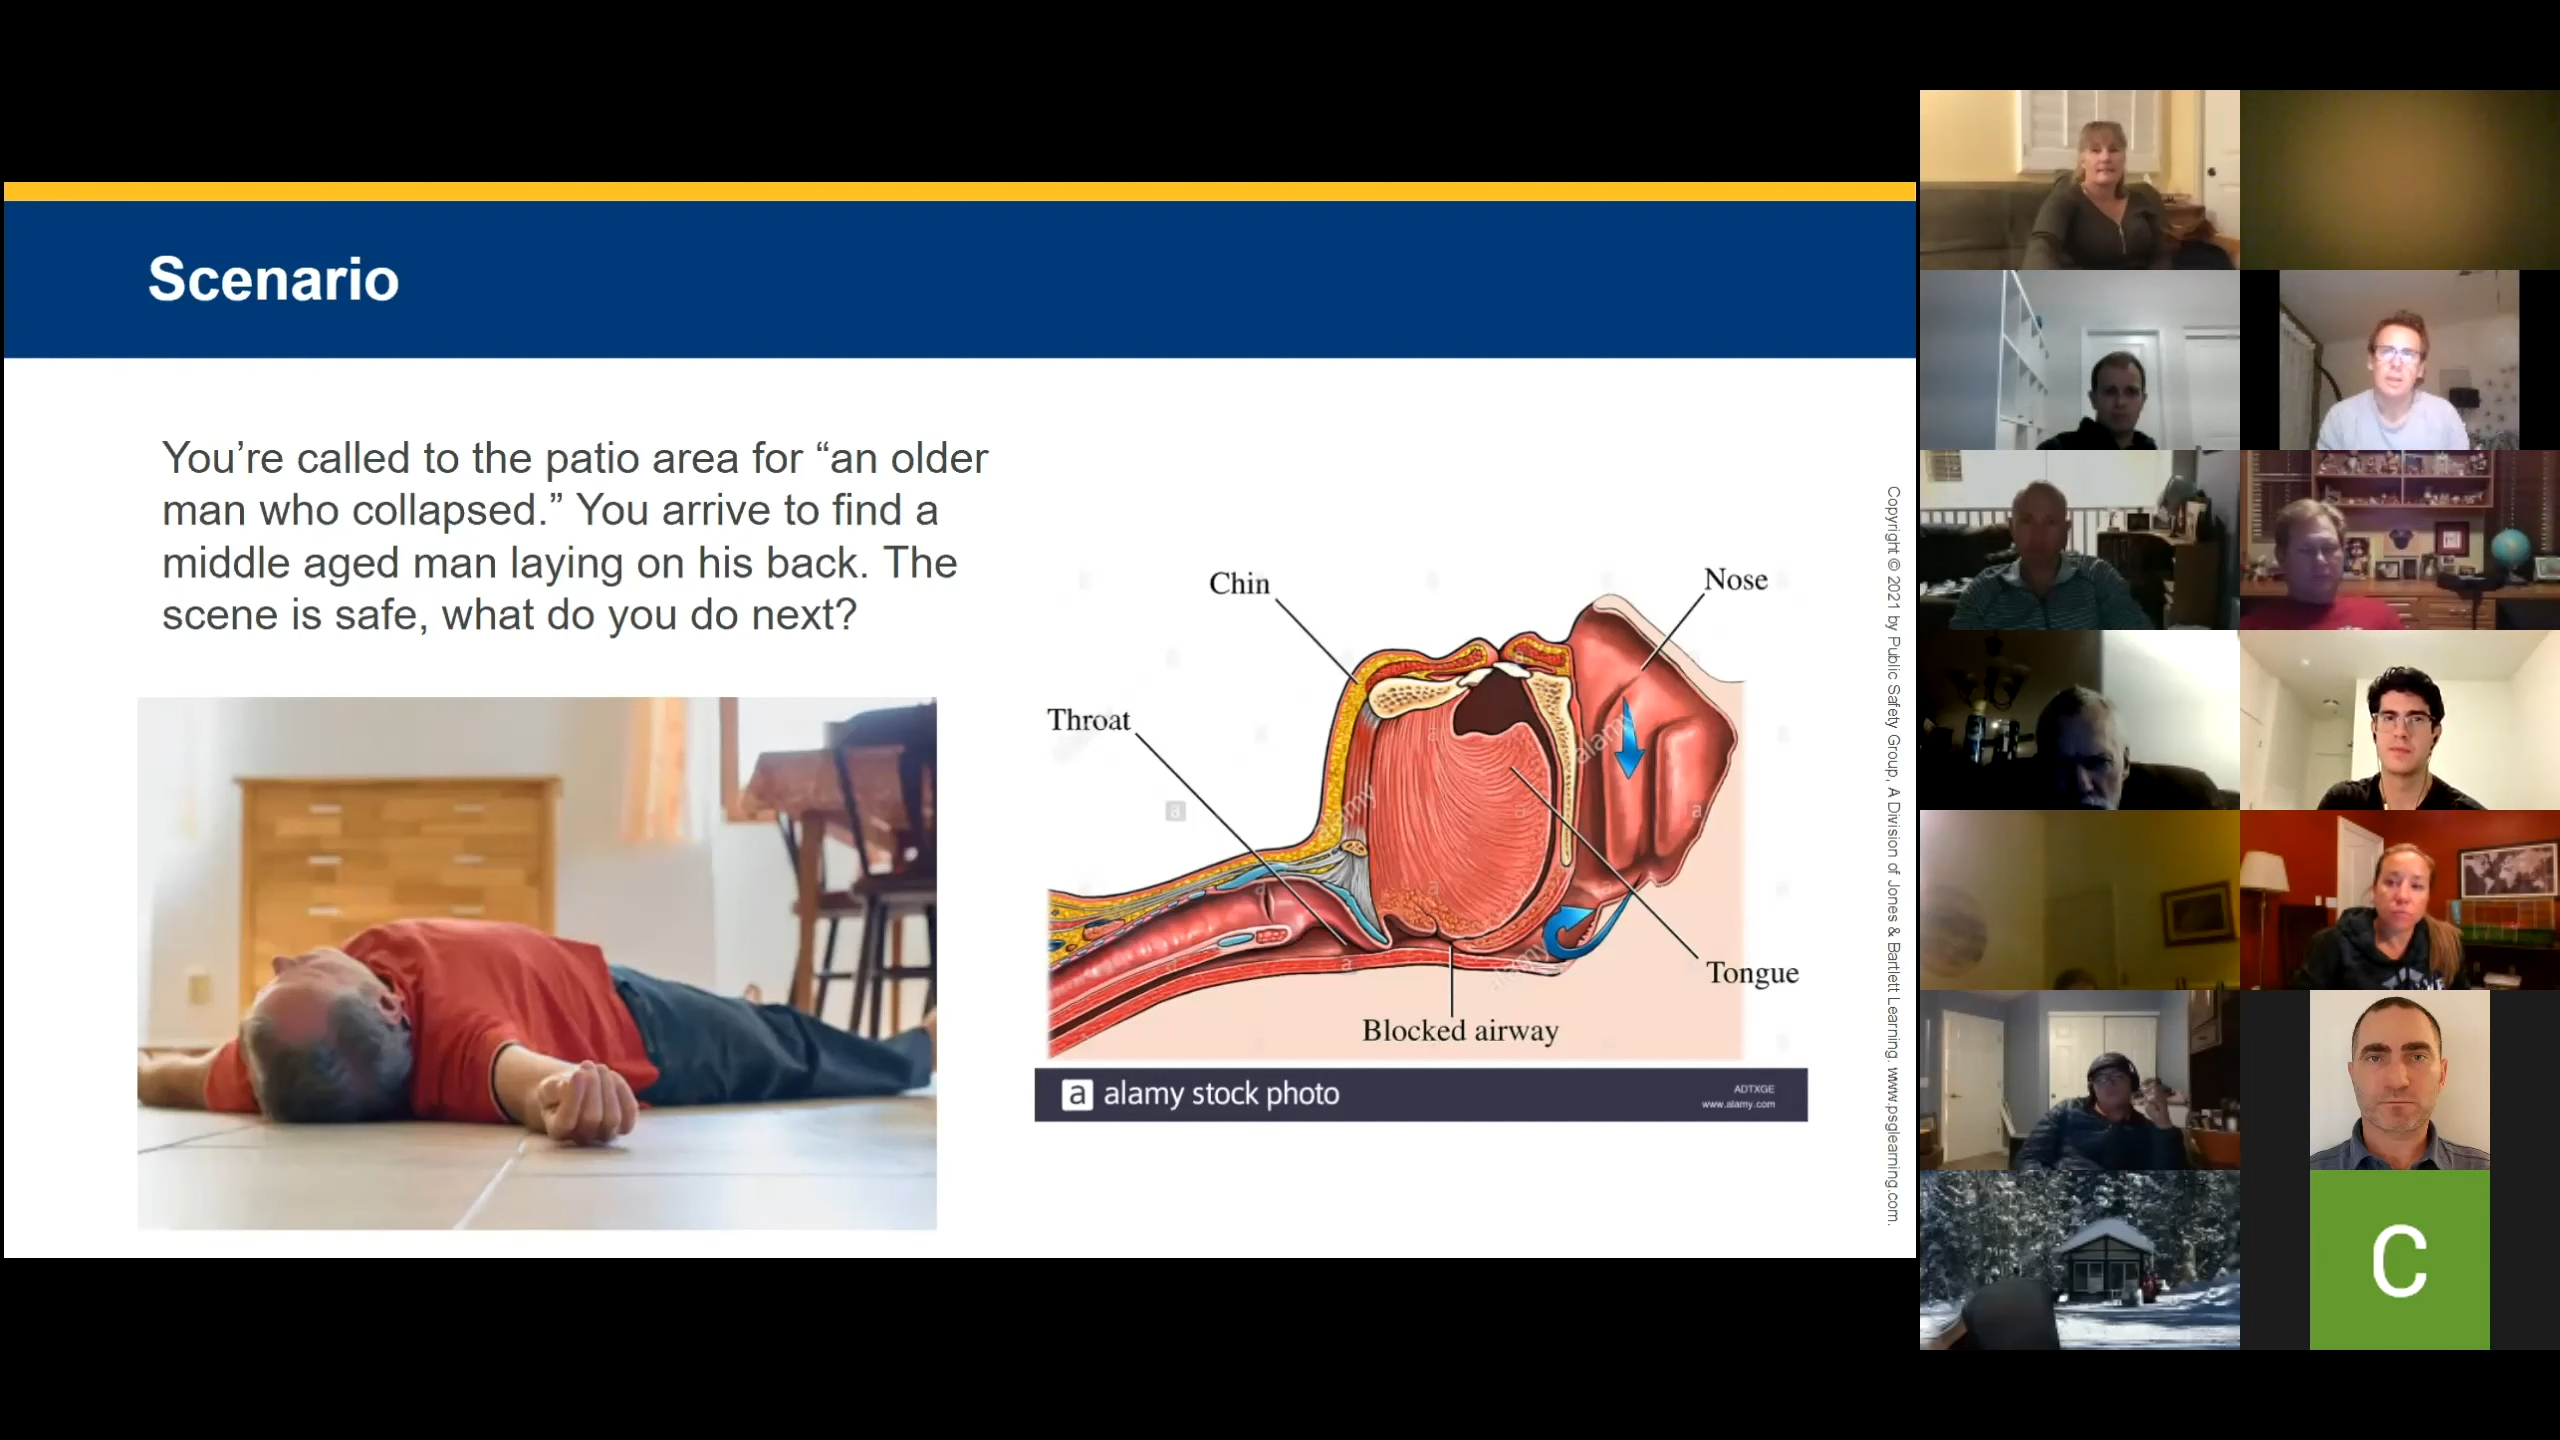 Scenario
You’re called to the patio area for “an older
man who collapsed.” You arrive to find a
middle aged man laying on his back. The
scene is safe, what do you do next?
Chin
Nose
Throat
Tongue
Blocked airway
alamy
alamy
alamy
a alamy stock photo
ADTXGE
www.alamy.com
Copyright © 2021 by Public Safety Group, A Division of Jones & Bartlett Learning. www.psglearning.com.
C